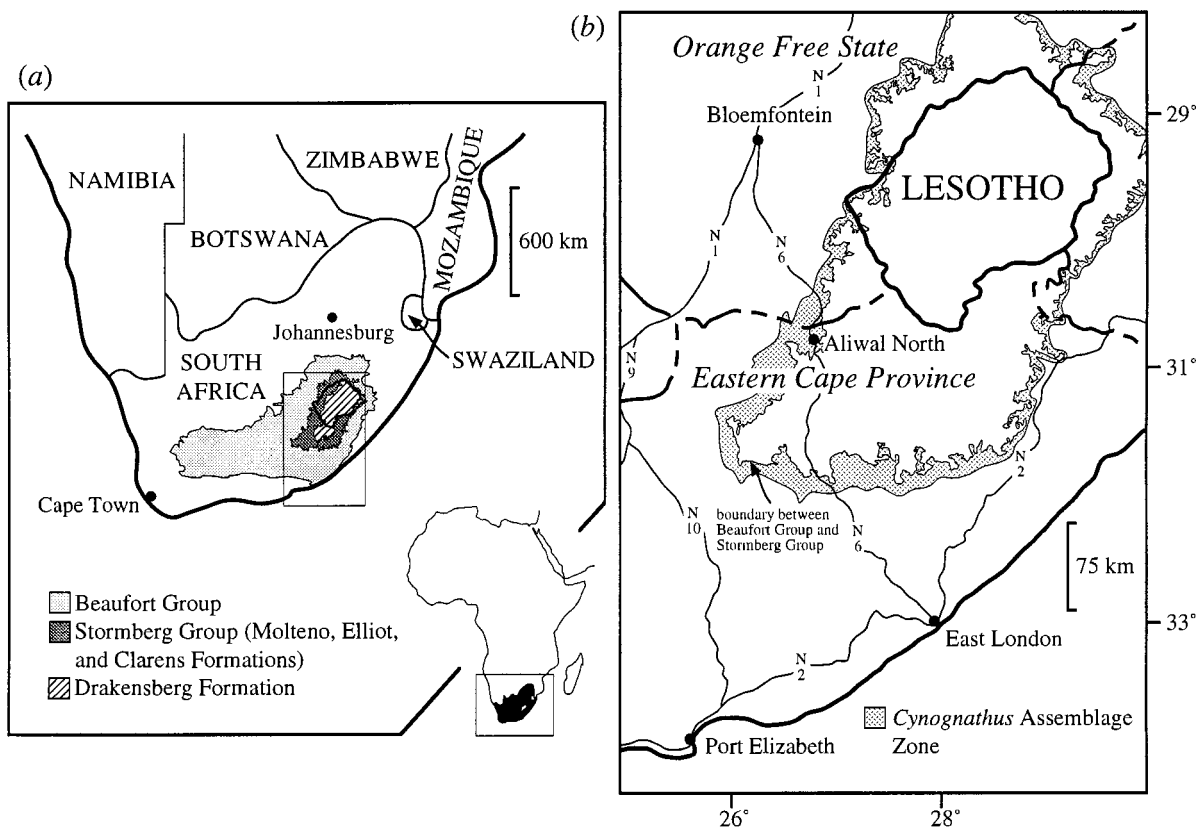 (a)
NAMIBIA
ZIMBABWE
MOZAMBIQUE
BOTSWANA
600 km
Johannesburg
SWAZILAND
SOUTH
AFRICA
Cape Town
Beaufort Group
Stormberg Group (Molteno, Elliot,
and Clarens Formations)
Drakensberg Formation
(b)
Orange Free State
N
1
Bloemfontein
29°
LESOTHO
N
1
N
6
Aliwal North
N
9
Eastern Cape Province
31°
N
2
boundary between
Beaufort Group and
Stormberg Group
N
10
N
6
75 km
East London
33°
N
2
Cynognathus Assemblage
Zone
Port Elizabeth
26°
28°